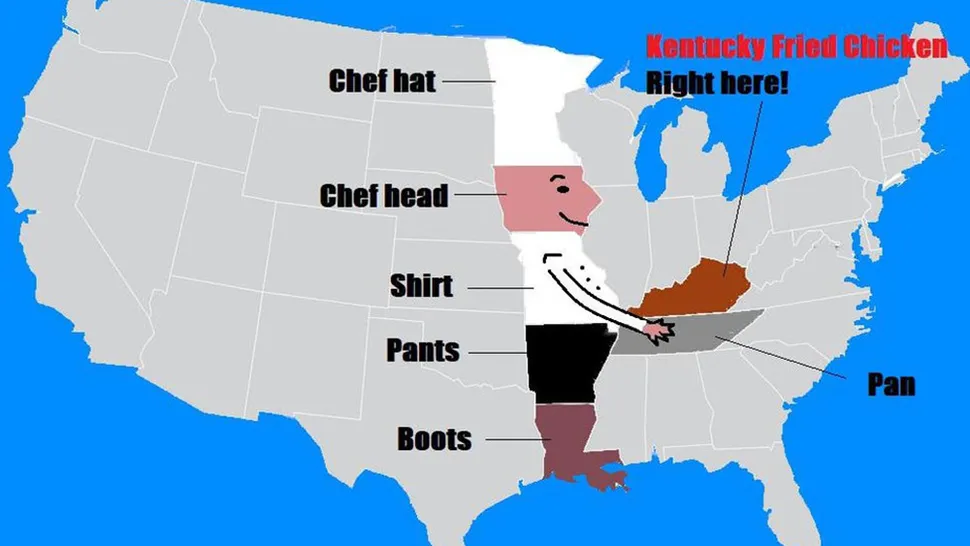 Kentucky Fried Chicken
Right here!
Chef hat
Chef head
Shirt
Pants
Pan
Boots